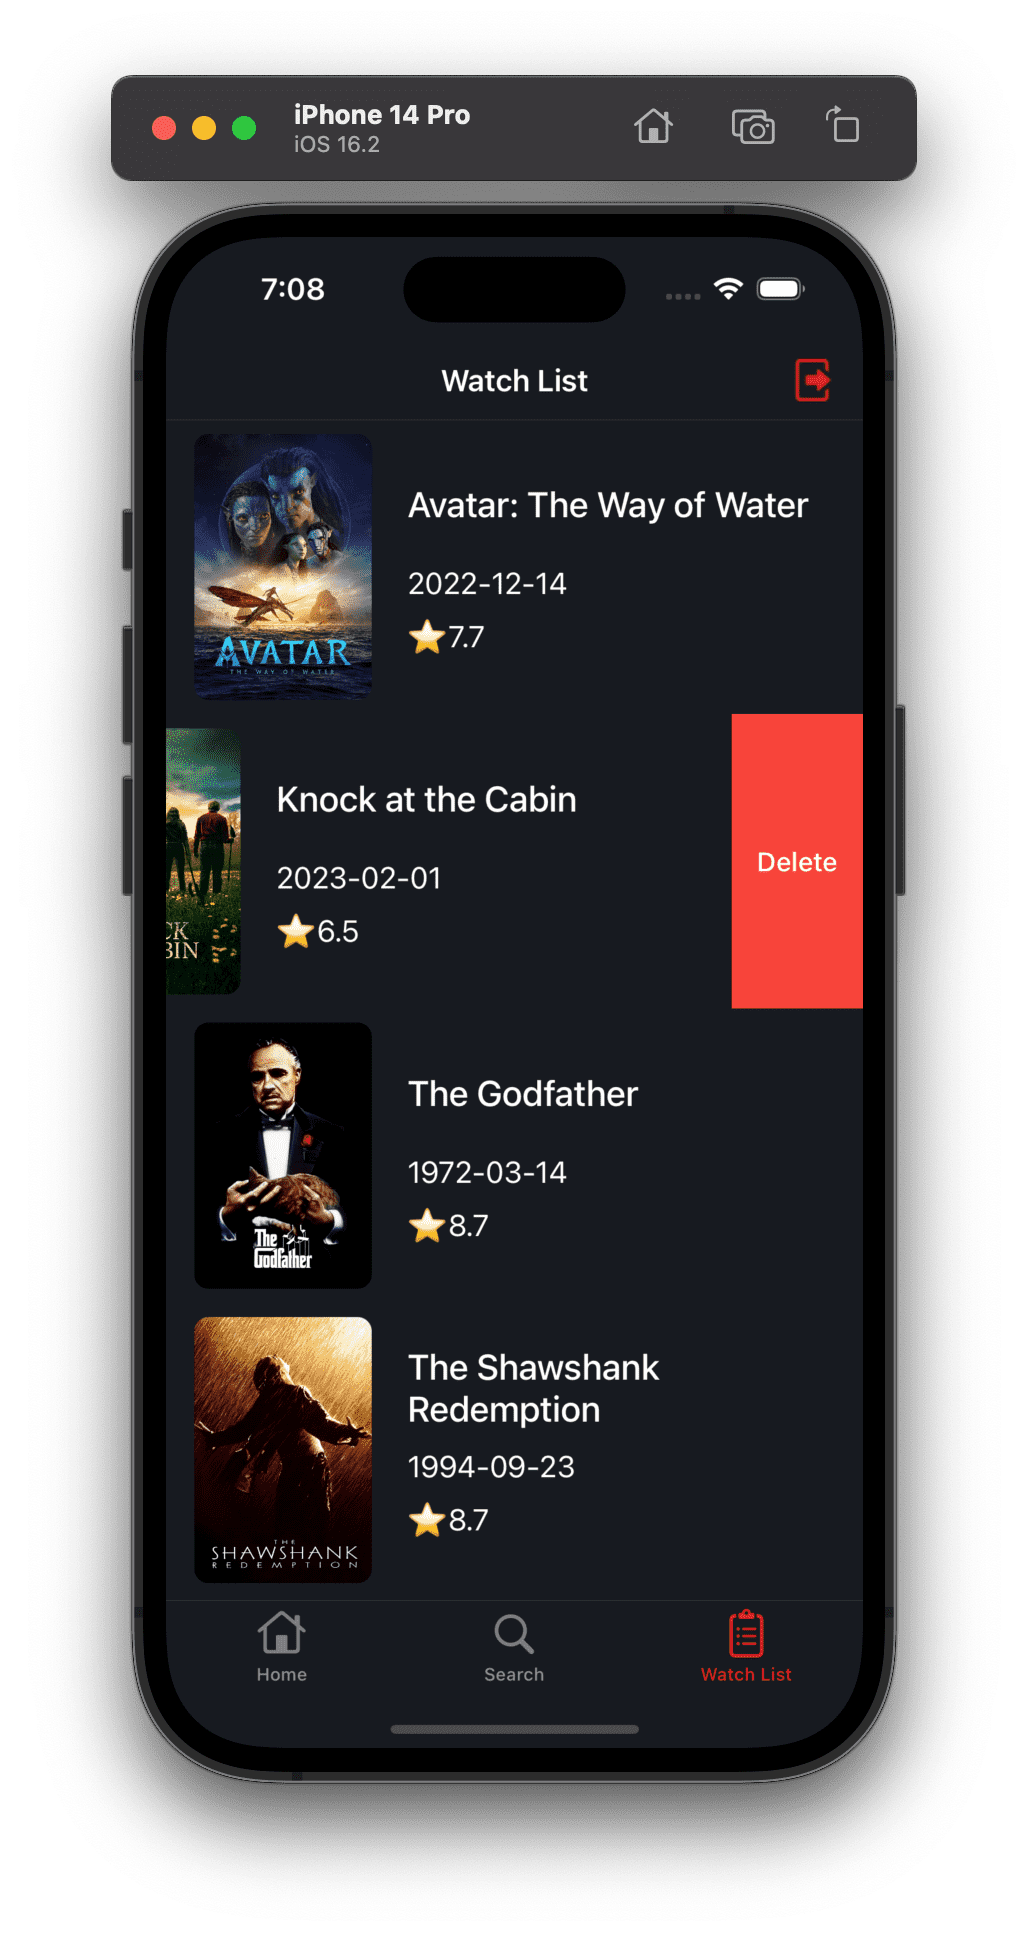 iPhone 14 Pro
iOS 16.2
7:08
Watch List
Avatar: The Way of Water
2022-12-14
7.7
AVATAR
THE WAY OF WATER
Knock at the Cabin
2023-02-01
6.5
CK
BIN
Delete
The Godfather
1972-03-14
8.7
The
Godfather
The Shawshank
Redemption
1994-09-23
8.7
THE
SHAWSHANK
REDEMPTION
Home
Search
Watch List